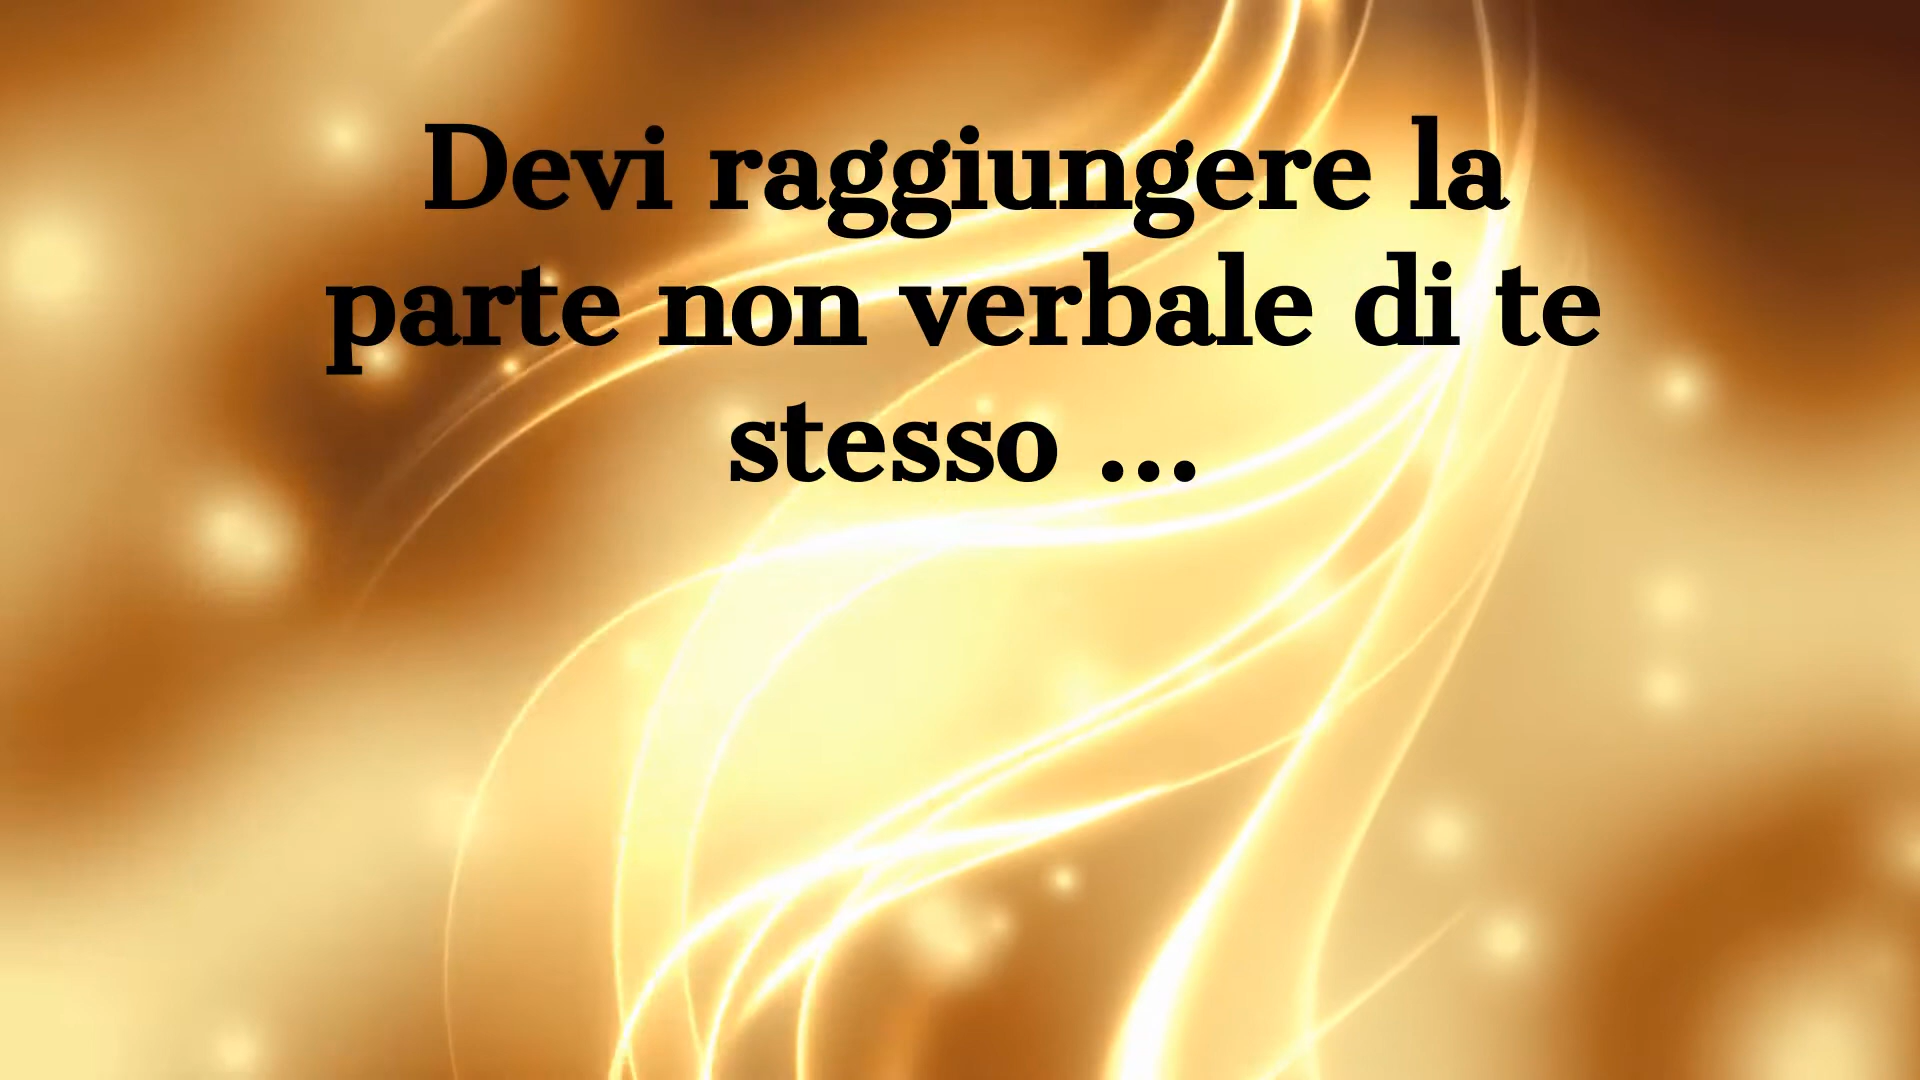 Devi raggiungere la
parte non verbale di te
stesso ...